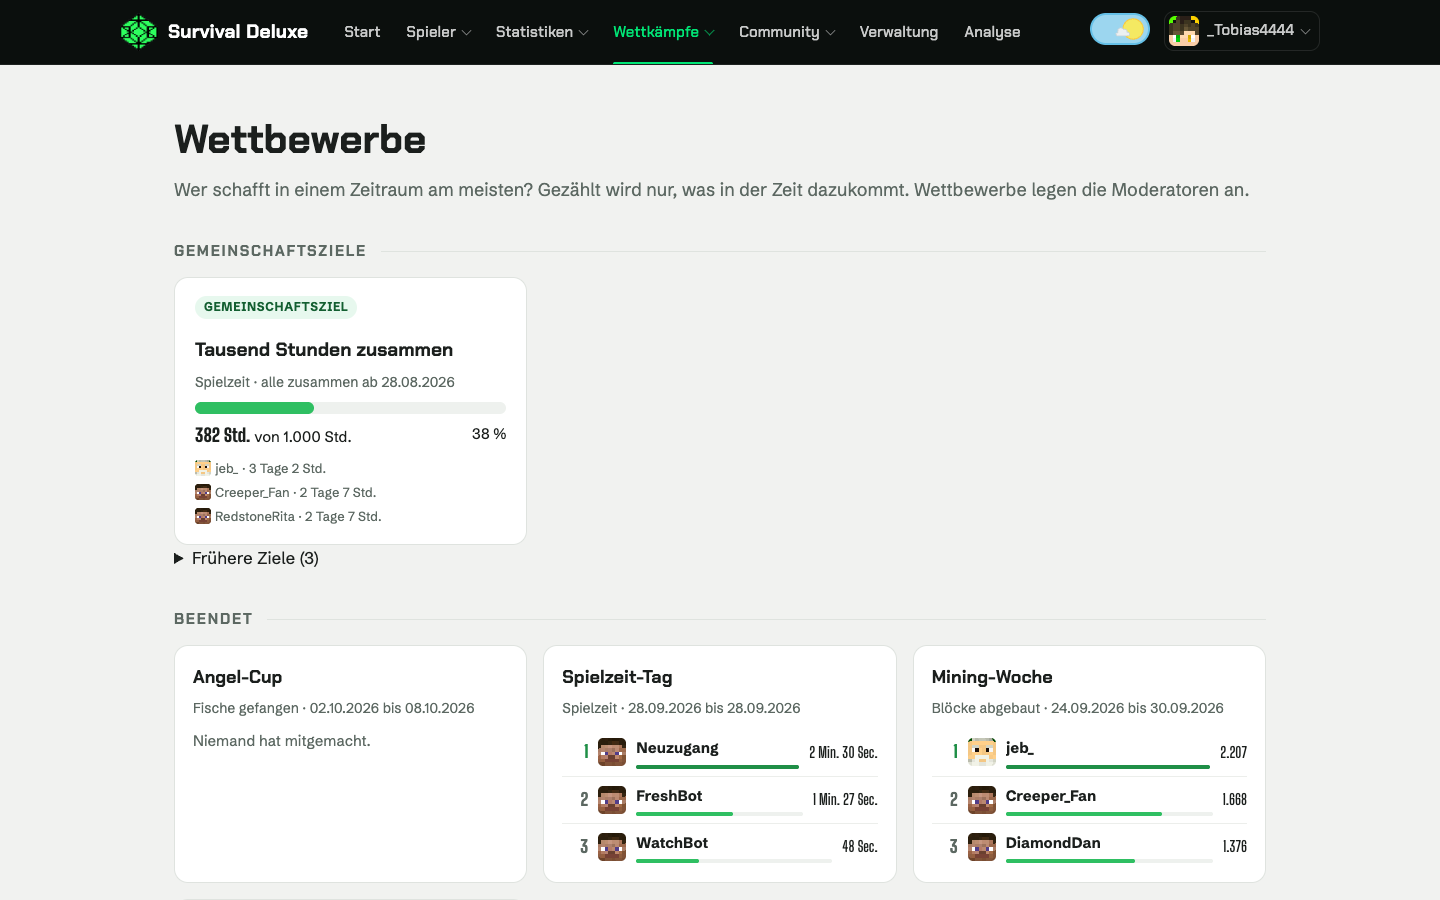 Survival Deluxe
Start
Spieler
Statistiken
Wettkämpfe
Community
Verwaltung
Analyse
_Tobias4444
Wettbewerbe
Wer schafft in einem Zeitraum am meisten? Gezählt wird nur, was in der Zeit dazukommt. Wettbewerbe legen die Moderatoren an.
GEMEINSCHAFTSZIELE
GEMEINSCHAFTSZIEL
Tausend Stunden zusammen
Spielzeit · alle zusammen ab 28.08.2026
382 Std. von 1.000 Std.
38 %
jeb_ · 3 Tage 2 Std.
Creeper_Fan · 2 Tage 7 Std.
RedstoneRita · 2 Tage 7 Std.
Frühere Ziele (3)
BEENDET
Angel-Cup
Fische gefangen · 02.10.2026 bis 08.10.2026
Niemand hat mitgemacht.
Spielzeit-Tag
Spielzeit · 28.09.2026 bis 28.09.2026
1 Neuzugang 2 Min. 30 Sec.
2 FreshBot 1 Min. 27 Sec.
3 WatchBot 48 Sec.
Mining-Woche
Blöcke abgebaut · 24.09.2026 bis 30.09.2026
1 jeb_ 2.207
2 Creeper_Fan 1.668
3 DiamondDan 1.376